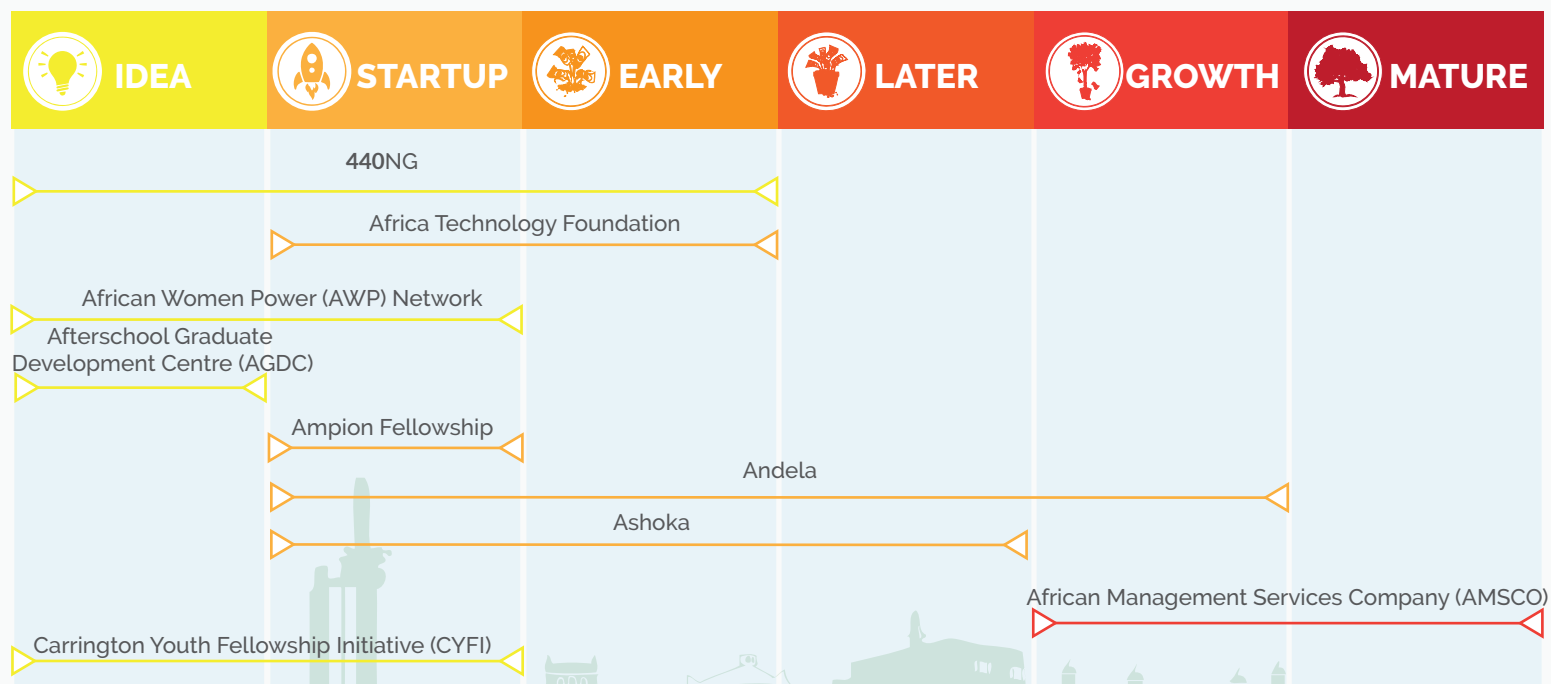 IDEA
STARTUP
EARLY
LATER
GROWTH
MATURE
440NG
Africa Technology Foundation
African Women Power (AWP) Network
Afterschool Graduate
Development Centre (AGDC)
Ampion Fellowship
Andela
Ashoka
African Management Services Company (AMSCO)
Carrington Youth Fellowship Initiative (CYFI)